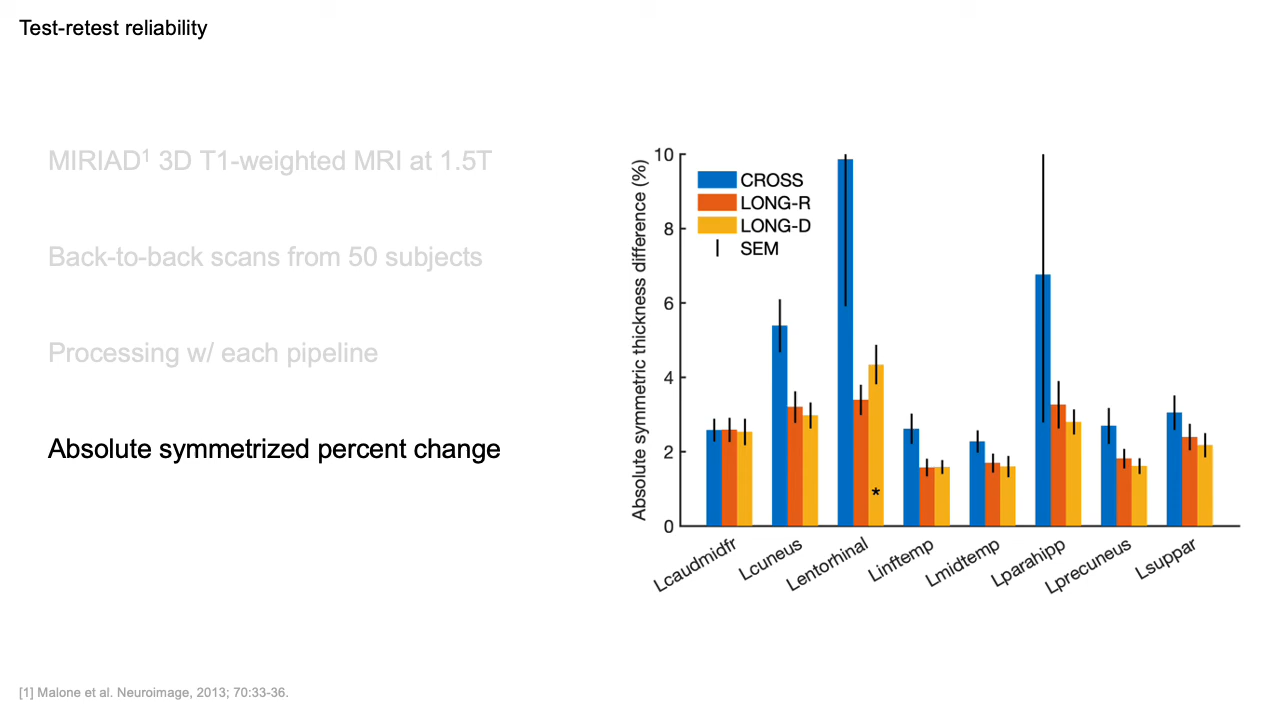 Test-retest reliability
MIRIAD¹ 3D T1-weighted MRI at 1.5T
Back-to-back scans from 50 subjects
Processing w/ each pipeline
Absolute symmetrized percent change
Absolute symmetric thickness difference (%)
10
8
6
4
2
0
CROSS
LONG-R
LONG-D
SEM
*
Lcaudmidfr
Lcuneus
Lentorhinal
Linftemp
Lmidtemp
Lparahipp
Lprecuneus
Lsuppar
[1] Malone et al. Neuroimage, 2013; 70:33-36.